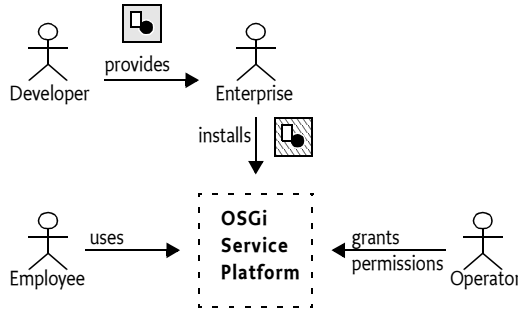 provides
Developer
Enterprise
installs
OSGi
Service
Platform
uses
grants
permissions
Employee
Operator